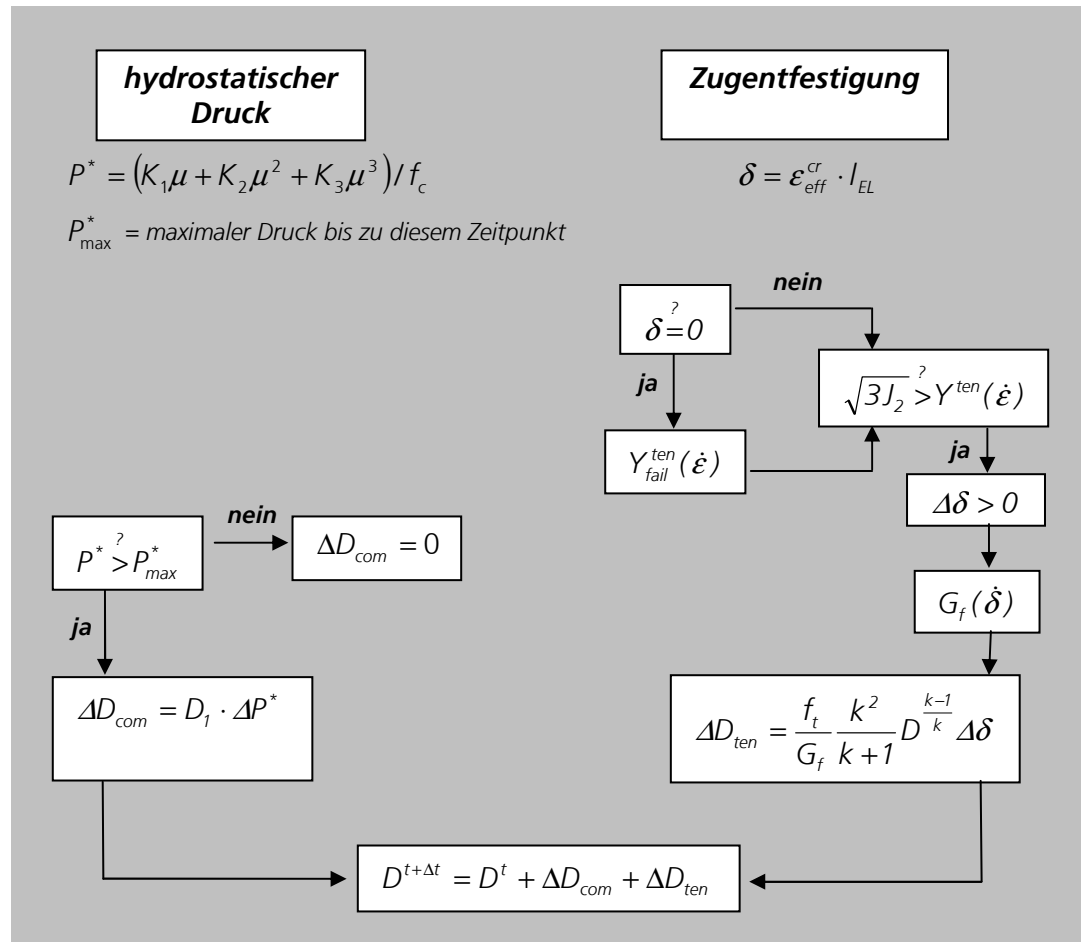 hydrostatischer
Druck
P* = (K₁μ + K₂μ² + K₃μ³)/f_c
P*_max = maximaler Druck bis zu diesem Zeitpunkt
Zugentfestigung
δ = ε_eff^cr · l_EL
δ =? 0
nein
ja
Y_fail^ten(ε̇)
√(3J₂) >? Y^ten(ε̇)
ja
Δδ > 0
G_f(δ̇)
ΔD_ten = f_t/G_f k²/(k+1) D^((k−1)/k) Δδ
P* >? P*_max
nein
ΔD_com = 0
ja
ΔD_com = D₁ · ΔP*
D^(t+Δt) = D^t + ΔD_com + ΔD_ten